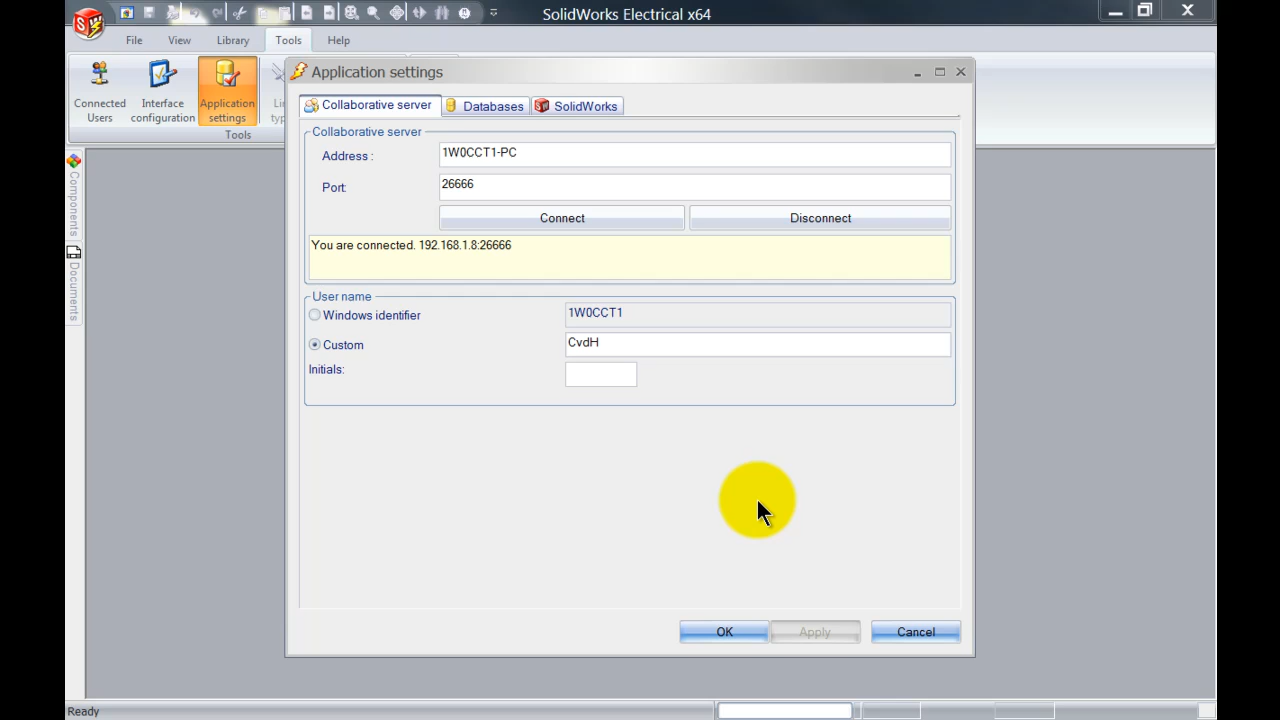 SolidWorks Electrical x64
File View Library Tools Help
Connected Users
Interface configuration
Application settings
Tools
Components
Documents
Application settings
Collaborative server Databases SolidWorks
Collaborative server
Address : 1W0CCT1-PC
Port: 26666
Connect Disconnect
You are connected. 192.168.1.8:26666
User name
Windows identifier 1W0CCT1
Custom CvdH
Initials:
OK Apply Cancel
Ready